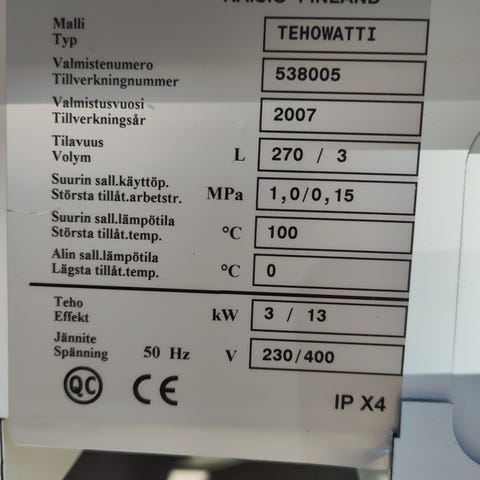 RAISIO FINLAND
Malli
Typ
TEHOWATTI
Valmistenumero
Tillverkningnummer
538005
Valmistusvuosi
Tillverkningsår
2007
Tilavuus
Volym
L
270 / 3
Suurin sall.käyttöp.
Största tillåt.arbetstr.
MPa
1,0/0,15
Suurin sall.lämpötila
Största tillåt.temp.
°C
100
Alin sall.lämpötila
Lägsta tillåt.temp.
°C
0
Teho
Effekt
kW
3 / 13
Jännite
Spänning
50 Hz
V
230/400
QC
CE
IP X4